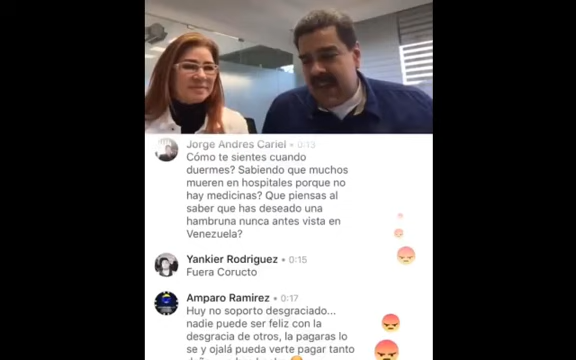 Jorge Andres Cariel • 0:13
Cómo te sientes cuando
duermes? Sabiendo que muchos
mueren en hospitales porque no
hay medicinas? Que piensas al
saber que has deseado una
hambruna nunca antes vista en
Venezuela?
Yankier Rodriguez • 0:15
Fuera Coructo
Amparo Ramirez • 0:17
Huy no soporto desgraciado...
nadie puede ser feliz con la
desgracia de otros, la pagaras lo
se y ojalá pueda verte pagar tanto